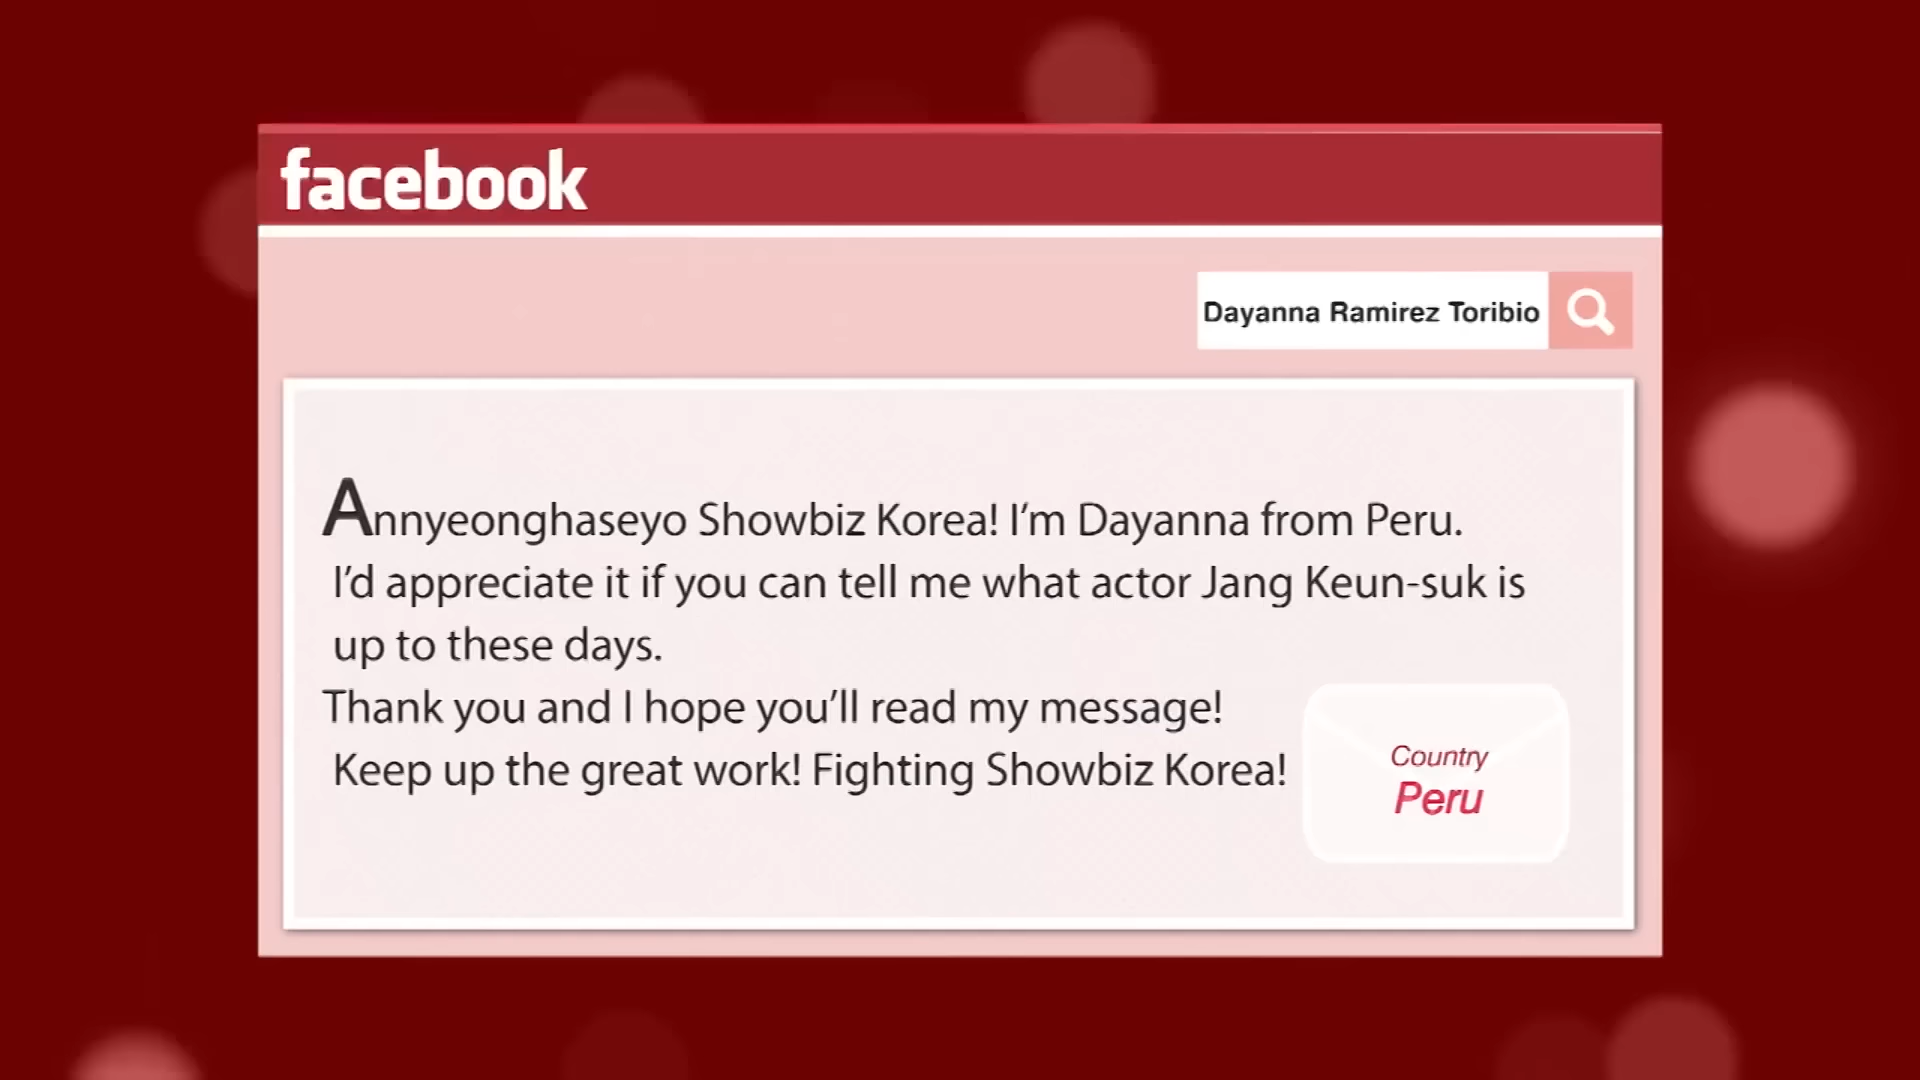 facebook
Dayanna Ramirez Toribio
Annyeonghaseyo Showbiz Korea! I'm Dayanna from Peru.
I'd appreciate it if you can tell me what actor Jang Keun-suk is
up to these days.
Thank you and I hope you'll read my message!
Keep up the great work! Fighting Showbiz Korea!
Country
Peru